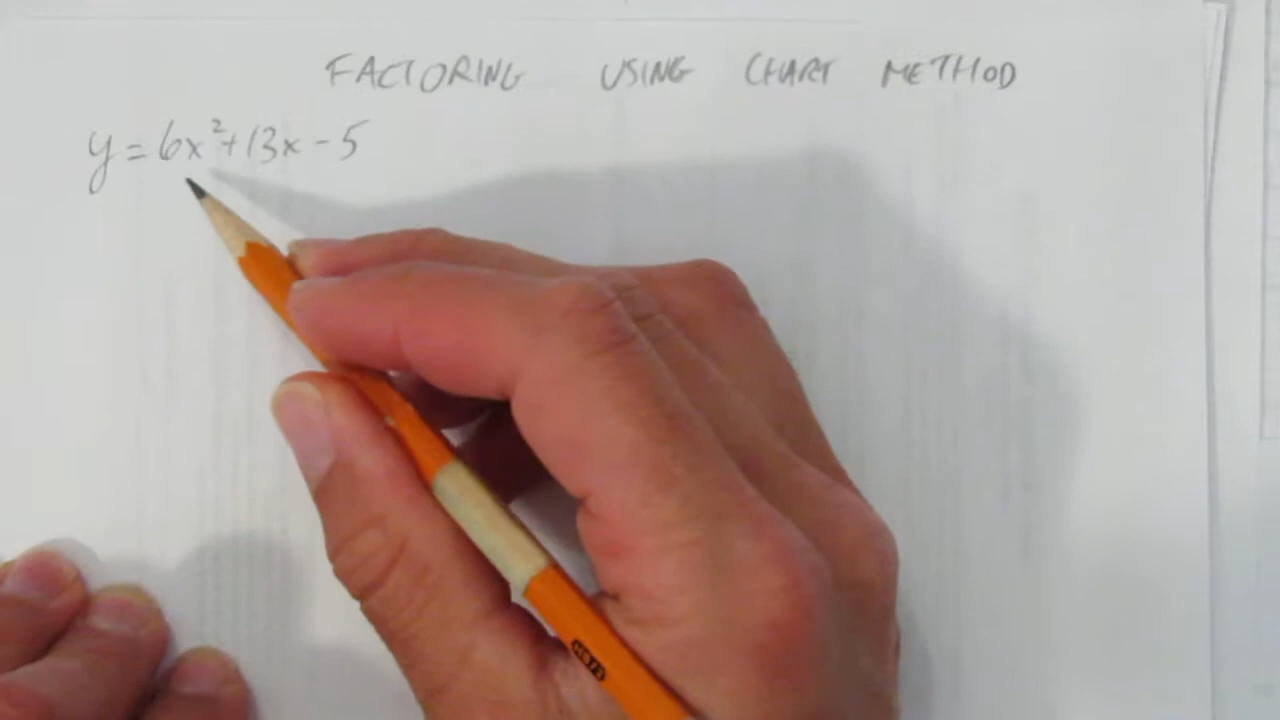 FACTORING USING CHART METHOD
y = 6x² + 13x - 5